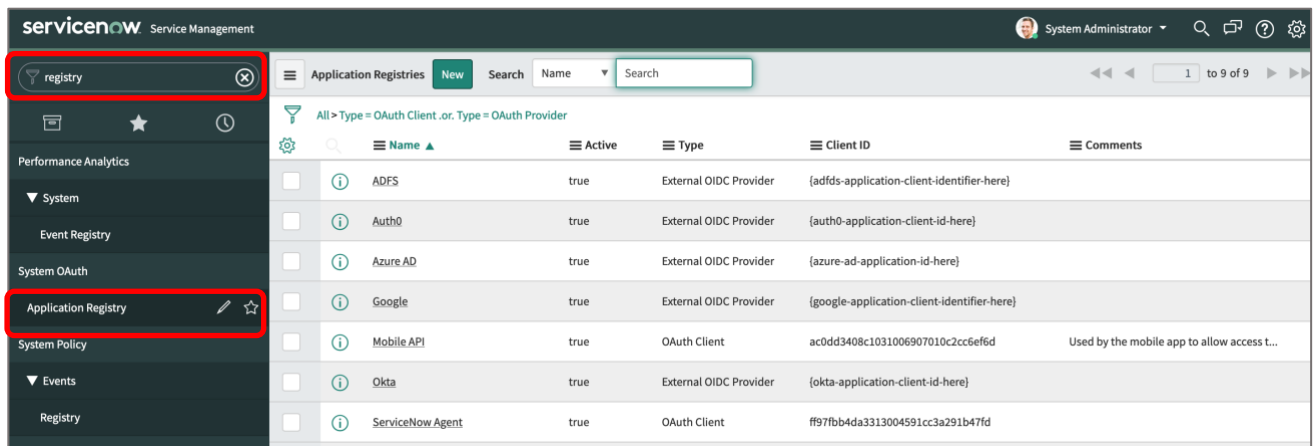 servicenow Service Management
System Administrator
registry
Application Registries New Search Name Search 1 to 9 of 9
All > Type = OAuth Client .or. Type = OAuth Provider
Name Active Type Client ID Comments
Performance Analytics
System
Event Registry
System OAuth
Application Registry
System Policy
Events
Registry
ADFS true External OIDC Provider {adfds-application-client-identifier-here}
Auth0 true External OIDC Provider {auth0-application-client-id-here}
Azure AD true External OIDC Provider {azure-ad-application-id-here}
Google true External OIDC Provider {google-application-client-identifier-here}
Mobile API true OAuth Client ac0dd3408c1031006907010c2cc6ef6d Used by the mobile app to allow access t...
Okta true External OIDC Provider {okta-application-client-id-here}
ServiceNow Agent true OAuth Client ff97fbb4da3313004591cc3a291b47fd